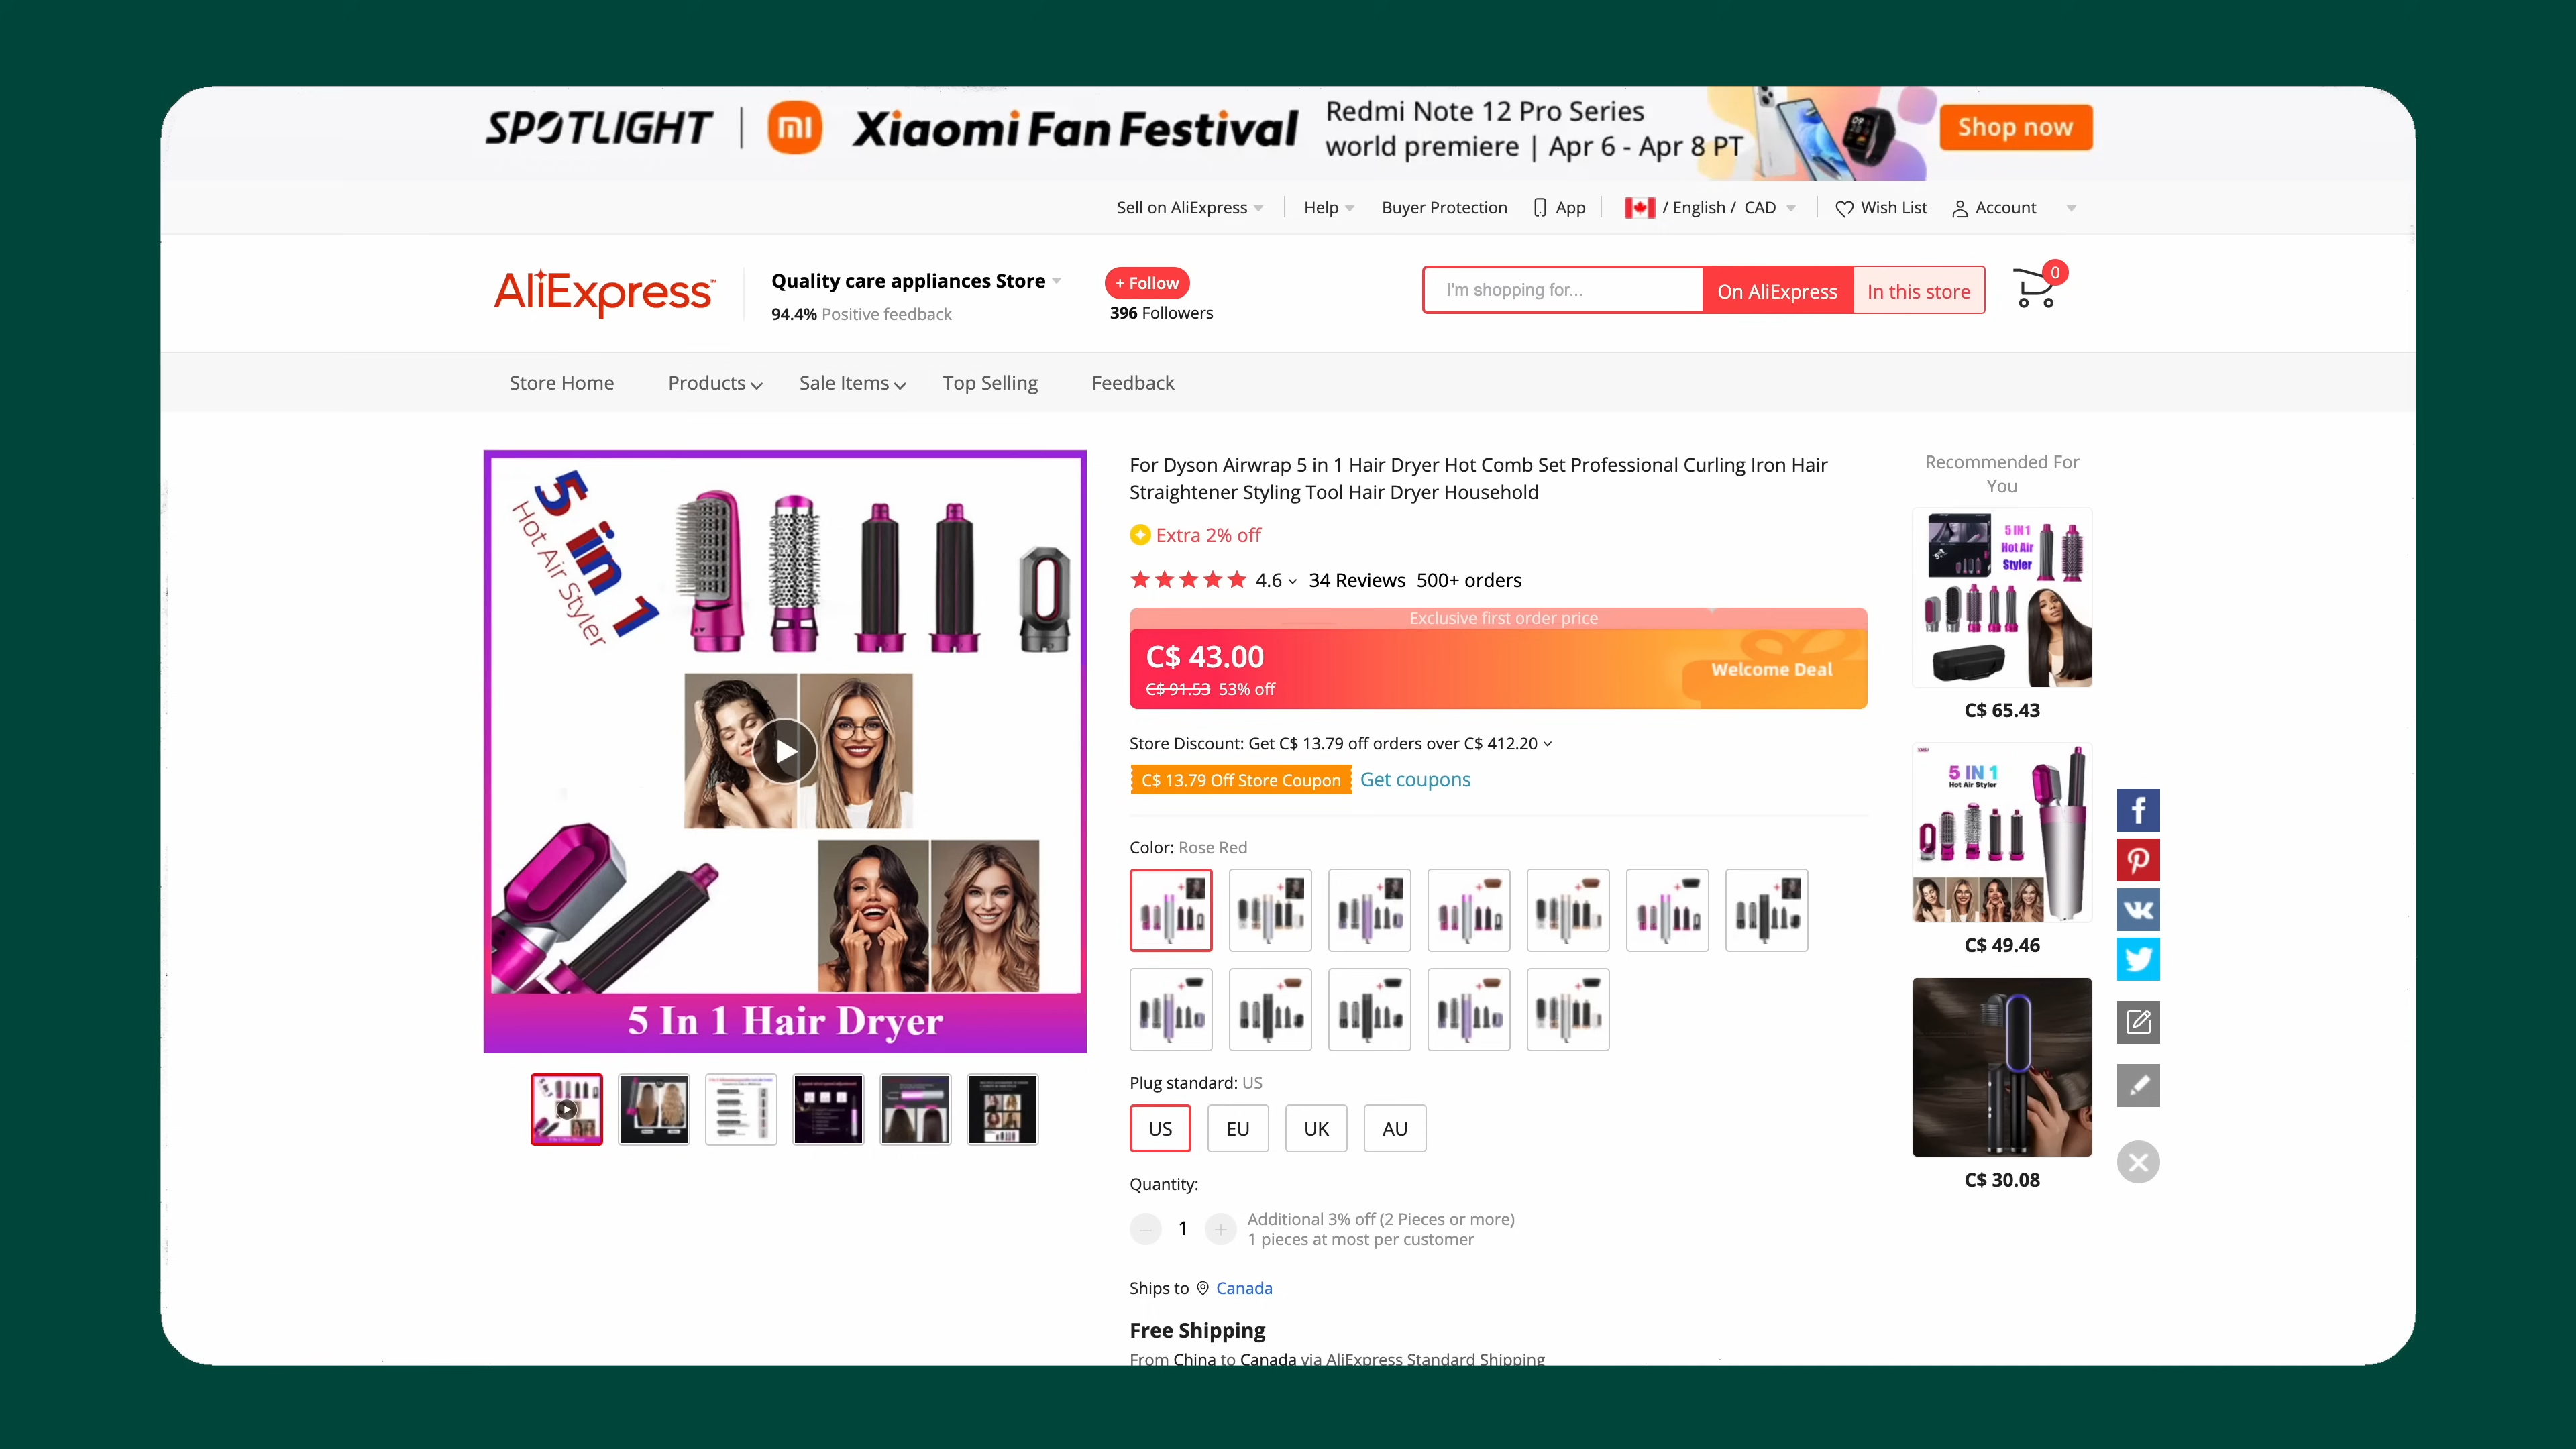 SPOTLIGHT
mi
Xiaomi Fan Festival
Redmi Note 12 Pro Series
world premiere | Apr 6 - Apr 8 PT
Shop now
Sell on AliExpress
Help
Buyer Protection
App
/ English / CAD
Wish List
Account
AliExpress™
Quality care appliances Store
94.4% Positive feedback
+ Follow
396 Followers
I'm shopping for...
On AliExpress
In this store
0
Store Home
Products
Sale Items
Top Selling
Feedback
5 in 1
Hot Air Styler
5 In 1 Hair Dryer
For Dyson Airwrap 5 in 1 Hair Dryer Hot Comb Set Professional Curling Iron Hair
Straightener Styling Tool Hair Dryer Household
Extra 2% off
4.6 34 Reviews 500+ orders
Exclusive first order price
C$ 43.00
C$ 91.53 53% off
Welcome Deal
Store Discount: Get C$ 13.79 off orders over C$ 412.20
C$ 13.79 Off Store Coupon
Get coupons
Color: Rose Red
Plug standard: US
US
EU
UK
AU
Quantity:
1
Additional 3% off (2 Pieces or more)
1 pieces at most per customer
Ships to Canada
Free Shipping
From China to Canada via AliExpress Standard Shipping
Recommended For
You
5 IN 1
Hot Air
Styler
C$ 65.43
5 IN 1
Hot Air Styler
C$ 49.46
C$ 30.08